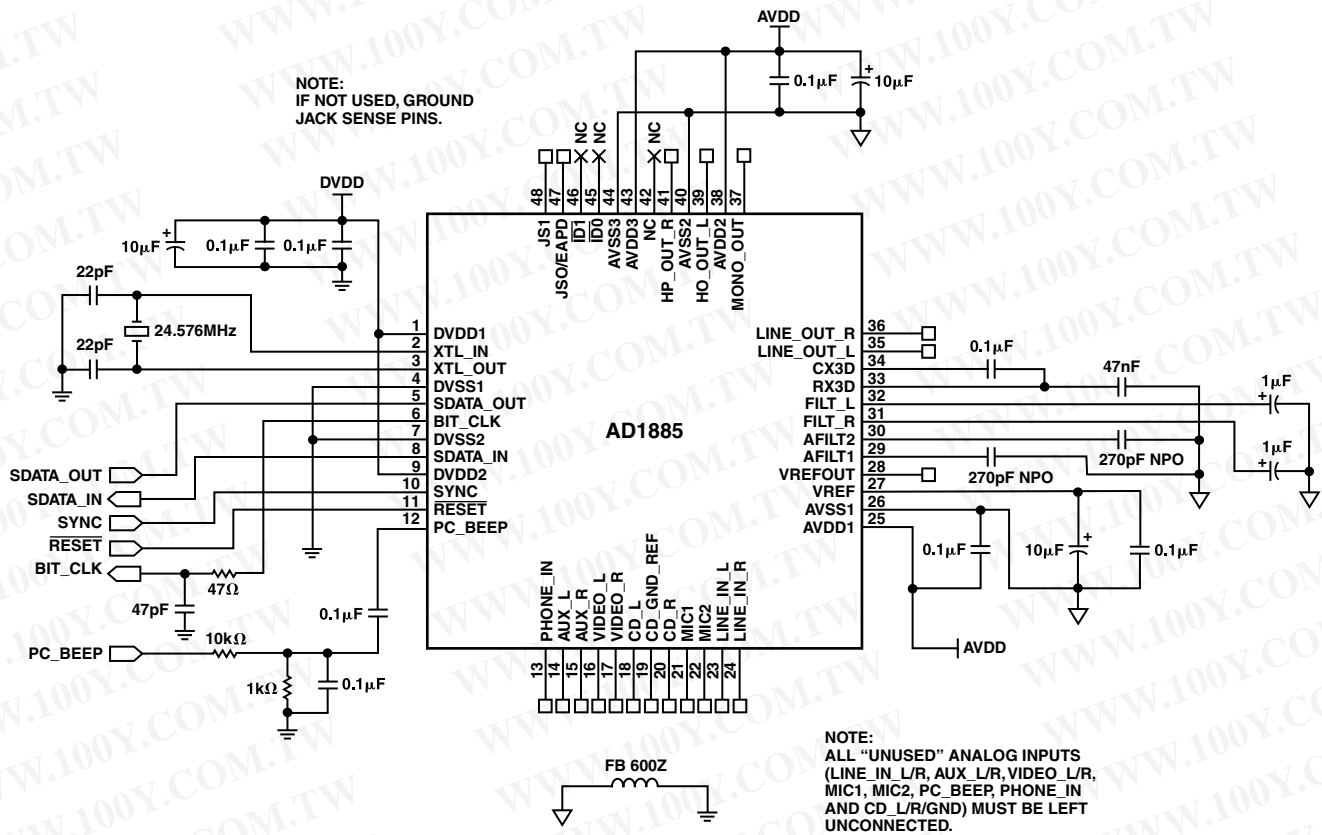 AVDD
NOTE:
IF NOT USED, GROUND
JACK SENSE PINS.
0.1µF
10µF
NC
NC
NC
48
47
46
45
44
43
42
41
40
39
38
37
JS1
JSO/EAPD
ID1
ID0
AVSS3
AVDD3
NC
HP_OUT_R
AVSS2
HO_OUT_L
AVDD2
MONO_OUT
DVDD
10µF
0.1µF
0.1µF
22pF
24.576MHz
22pF
1 DVDD1
2 XTL_IN
3 XTL_OUT
4 DVSS1
5 SDATA_OUT
6 BIT_CLK
7 DVSS2
8 SDATA_IN
9 DVDD2
10 SYNC
11 RESET
12 PC_BEEP
AD1885
LINE_OUT_R 36
LINE_OUT_L 35
CX3D 34
RX3D 33
FILT_L 32
FILT_R 31
AFILT2 30
AFILT1 29
VREFOUT 28
VREF 27
AVSS1 26
AVDD1 25
0.1µF
47nF
1µF
1µF
270pF NPO
270pF NPO
0.1µF
10µF
0.1µF
AVDD
SDATA_OUT
SDATA_IN
SYNC
RESET
BIT_CLK
47Ω
47pF
0.1µF
10kΩ
PC_BEEP
1kΩ
0.1µF
PHONE_IN
AUX_L
AUX_R
VIDEO_L
VIDEO_R
CD_L
CD_GND_REF
CD_R
MIC1
MIC2
LINE_IN_L
LINE_IN_R
13
14
15
16
17
18
19
20
21
22
23
24
FB 600Z
NOTE:
ALL “UNUSED” ANALOG INPUTS
(LINE_IN_L/R, AUX_L/R, VIDEO_L/R,
MIC1, MIC2, PC_BEEP, PHONE_IN
AND CD_L/R/GND) MUST BE LEFT
UNCONNECTED.
WWW.100Y.COM.TW